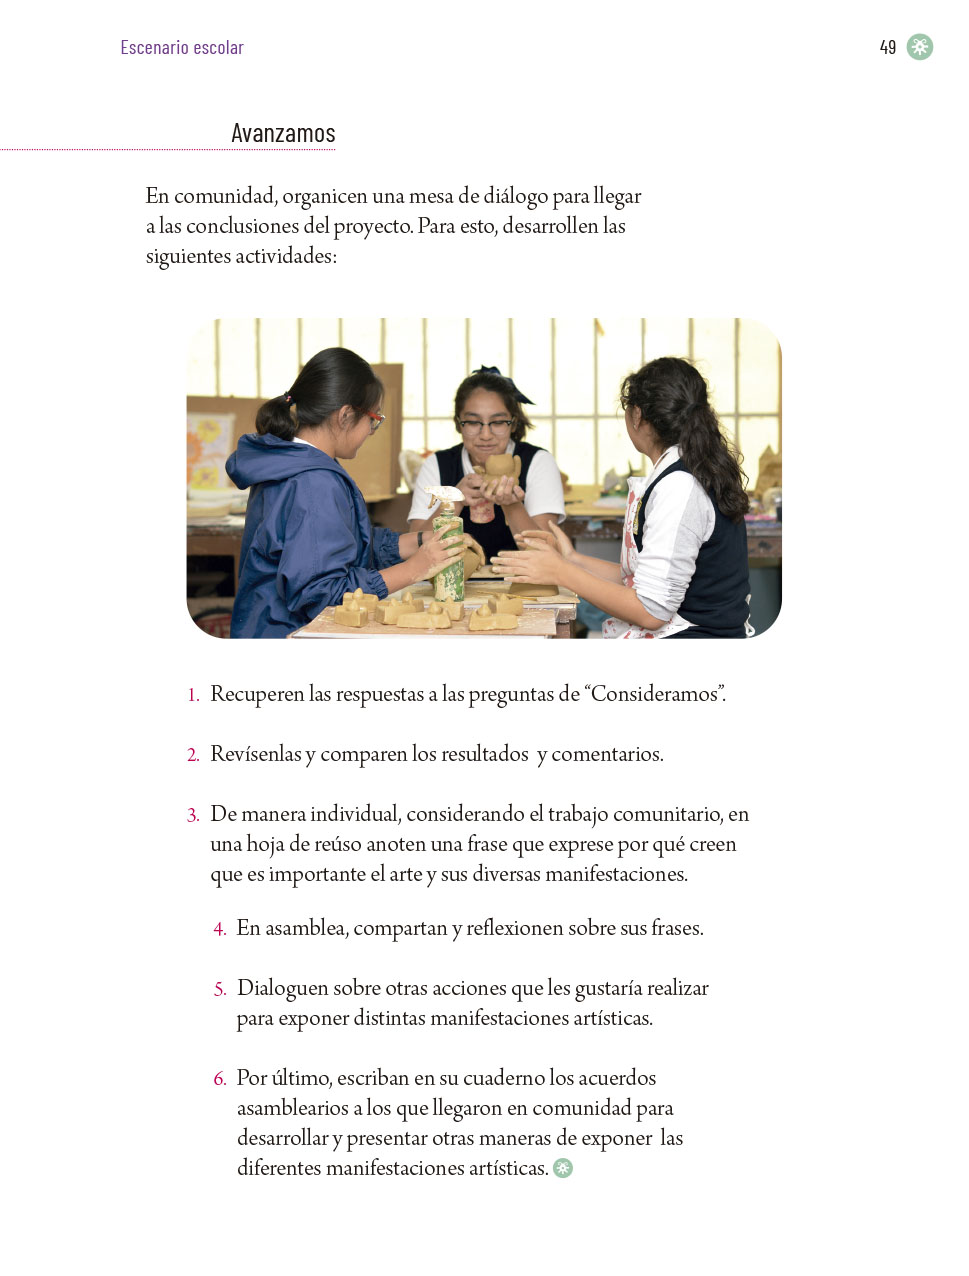 Escenario escolar
49
Avanzamos
En comunidad, organicen una mesa de diálogo para llegar
a las conclusiones del proyecto. Para esto, desarrollen las
siguientes actividades:
1. Recuperen las respuestas a las preguntas de “Consideramos”.
2. Revísenlas y comparen los resultados y comentarios.
3. De manera individual, considerando el trabajo comunitario, en
una hoja de reúso anoten una frase que exprese por qué creen
que es importante el arte y sus diversas manifestaciones.
4. En asamblea, compartan y reflexionen sobre sus frases.
5. Dialoguen sobre otras acciones que les gustaría realizar
para exponer distintas manifestaciones artísticas.
6. Por último, escriban en su cuaderno los acuerdos
asamblearios a los que llegaron en comunidad para
desarrollar y presentar otras maneras de exponer las
diferentes manifestaciones artísticas.